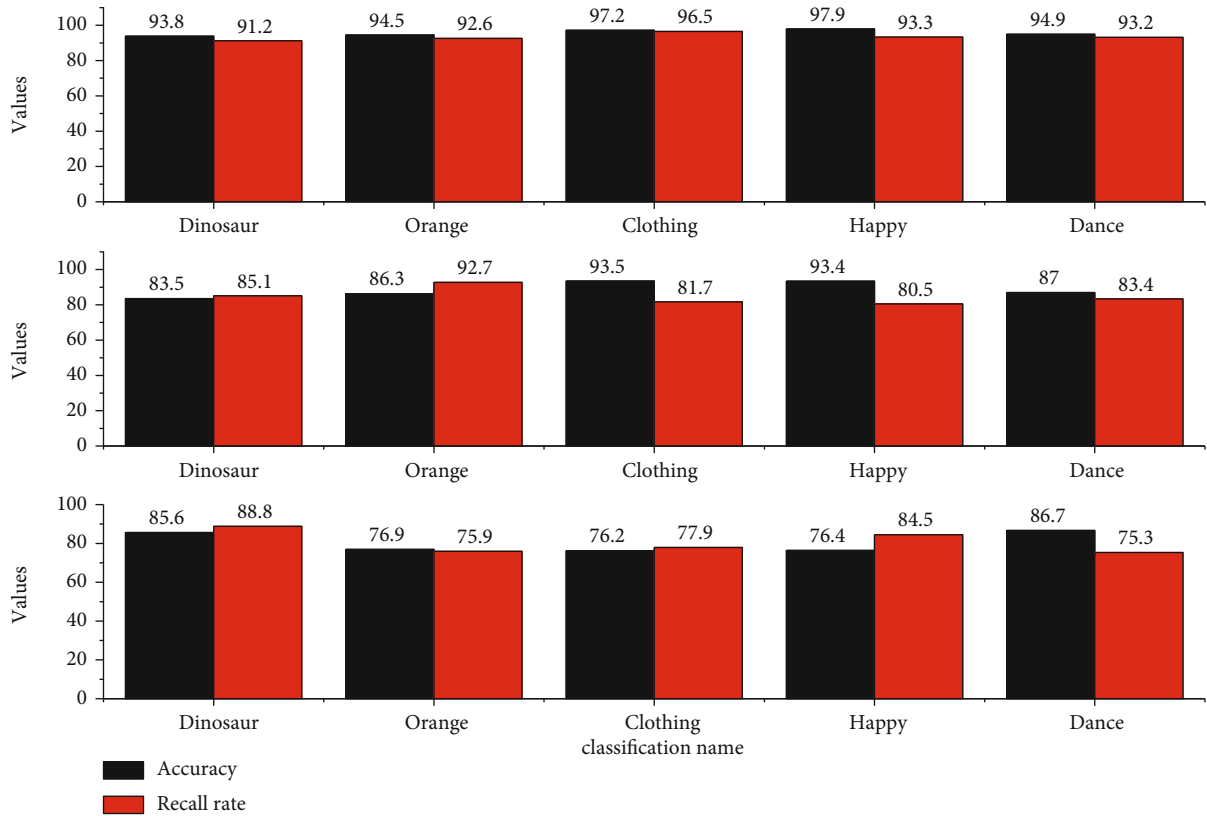 100
80
60
40
20
0
Values
93.8 91.2 94.5 92.6 97.2 96.5 97.9 93.3 94.9 93.2
Dinosaur Orange Clothing Happy Dance
100
80
60
40
20
0
Values
83.5 85.1 86.3 92.7 93.5 81.7 93.4 80.5 87 83.4
Dinosaur Orange Clothing Happy Dance
100
80
60
40
20
0
Values
85.6 88.8 76.9 75.9 76.2 77.9 76.4 84.5 86.7 75.3
Dinosaur Orange Clothing Happy Dance
classification name
Accuracy
Recall rate